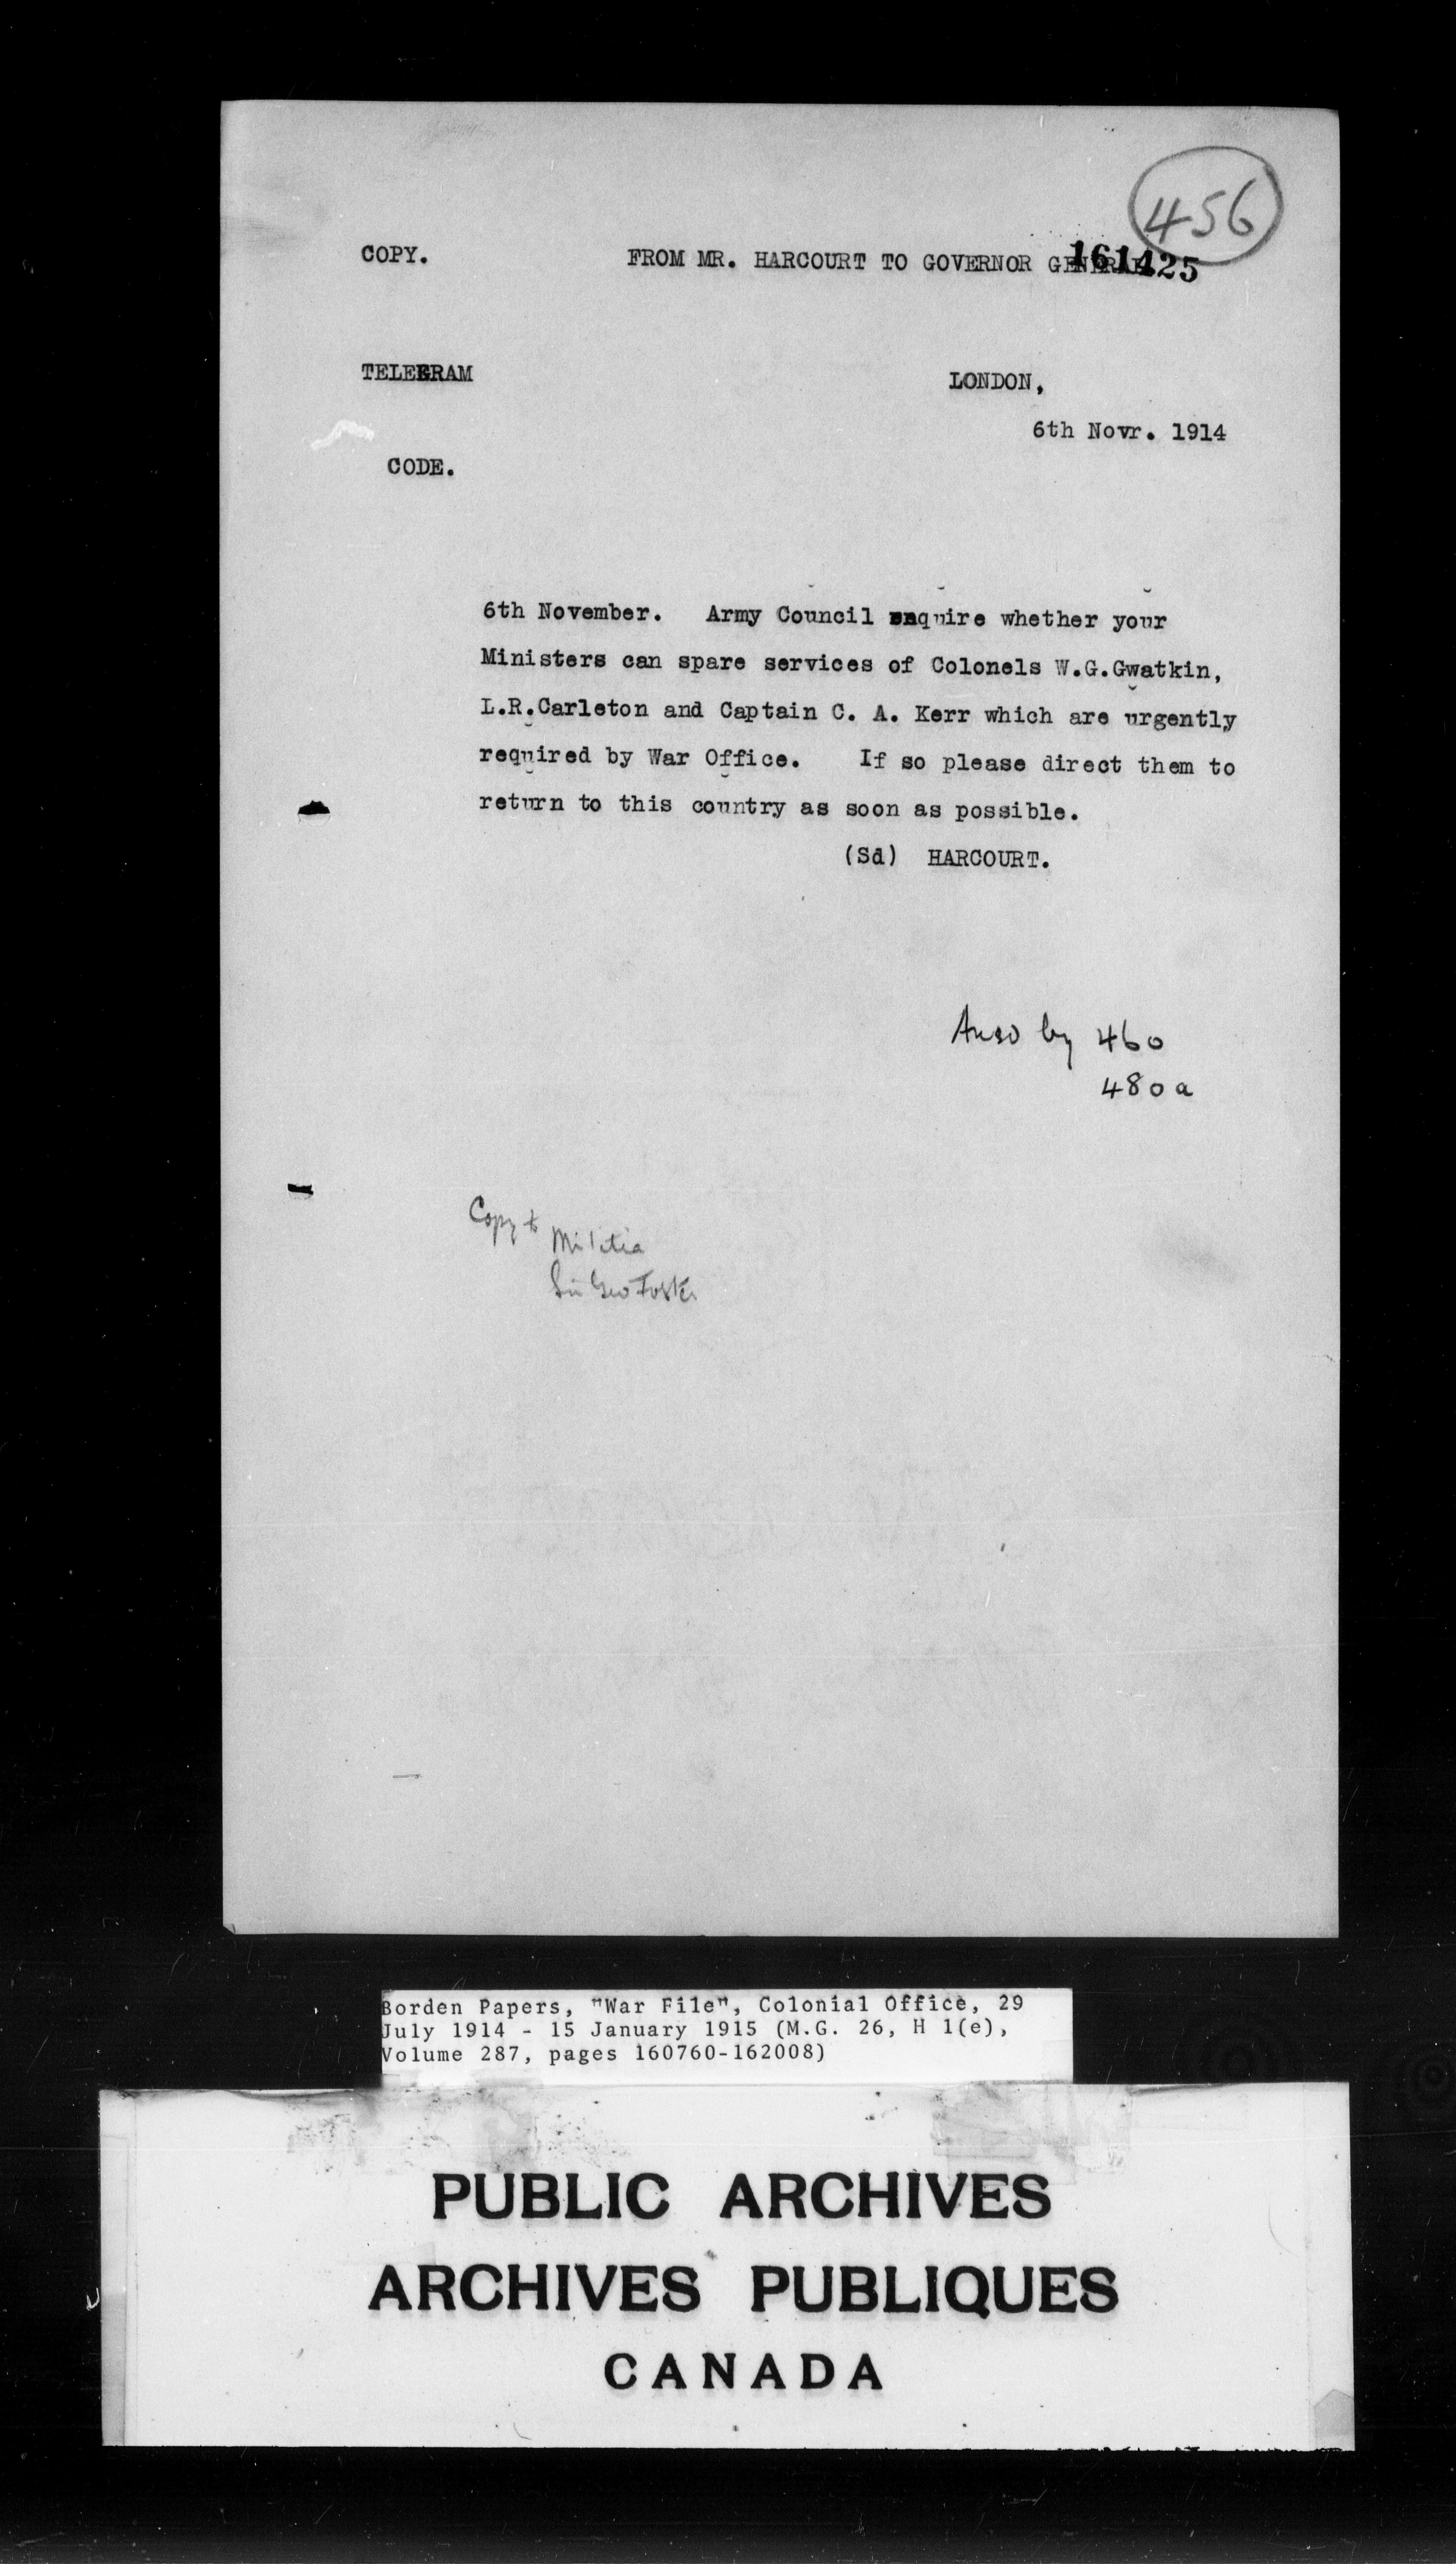 456
COPY. FROM MR. HARCOURT TO GOVERNOR GENERAL
161425
TELEGRAM LONDON,
6th Novr. 1914
CODE.
6th November. Army Council enquire whether your
Ministers can spare services of Colonels W.G.Gwatkin,
L.R.Carleton and Captain C. A. Kerr which are urgently
required by War Office. If so please direct them to
return to this country as soon as possible.
(Sd) HARCOURT.
Ansd by 460
480a
Copy to
Militia
Sir Geo Foster
Borden Papers, "War File", Colonial Office, 29
July 1914 - 15 January 1915 (M.G. 26, H 1(e),
Volume 287, pages 160760-162008)
PUBLIC ARCHIVES
ARCHIVES PUBLIQUES
CANADA